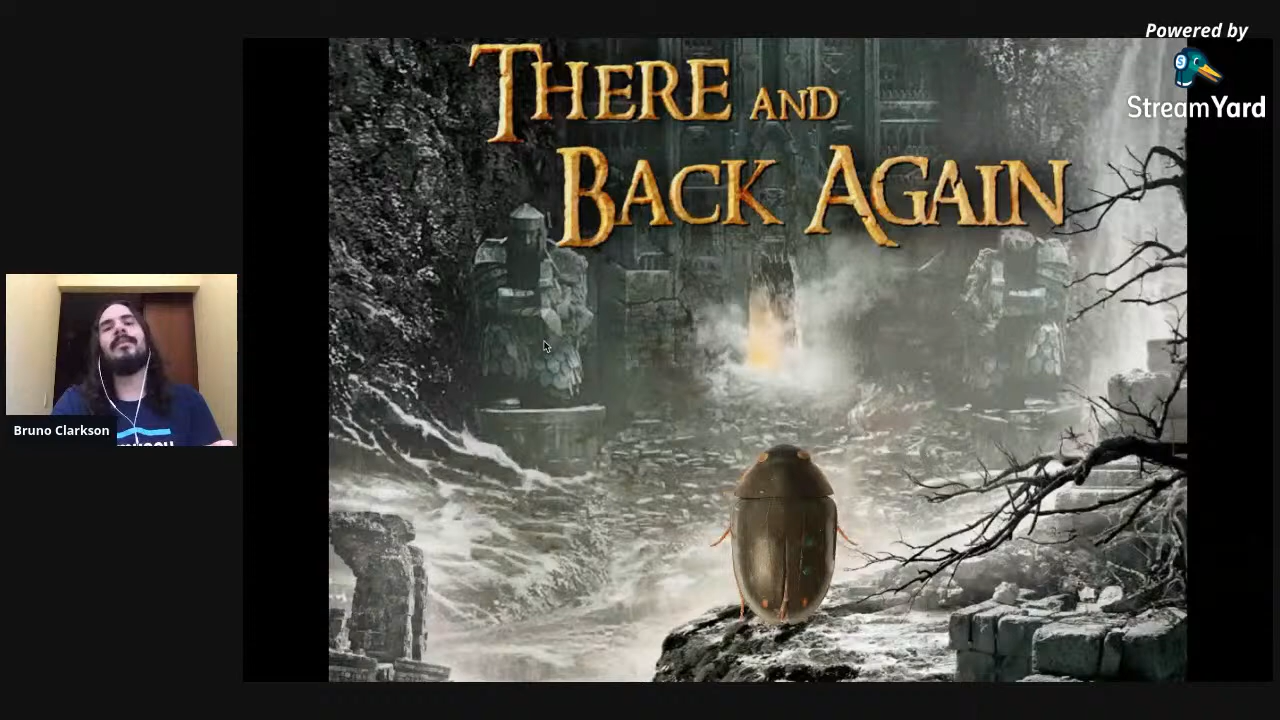 Powered by
StreamYard
THERE AND
BACK AGAIN
Bruno Clarkson